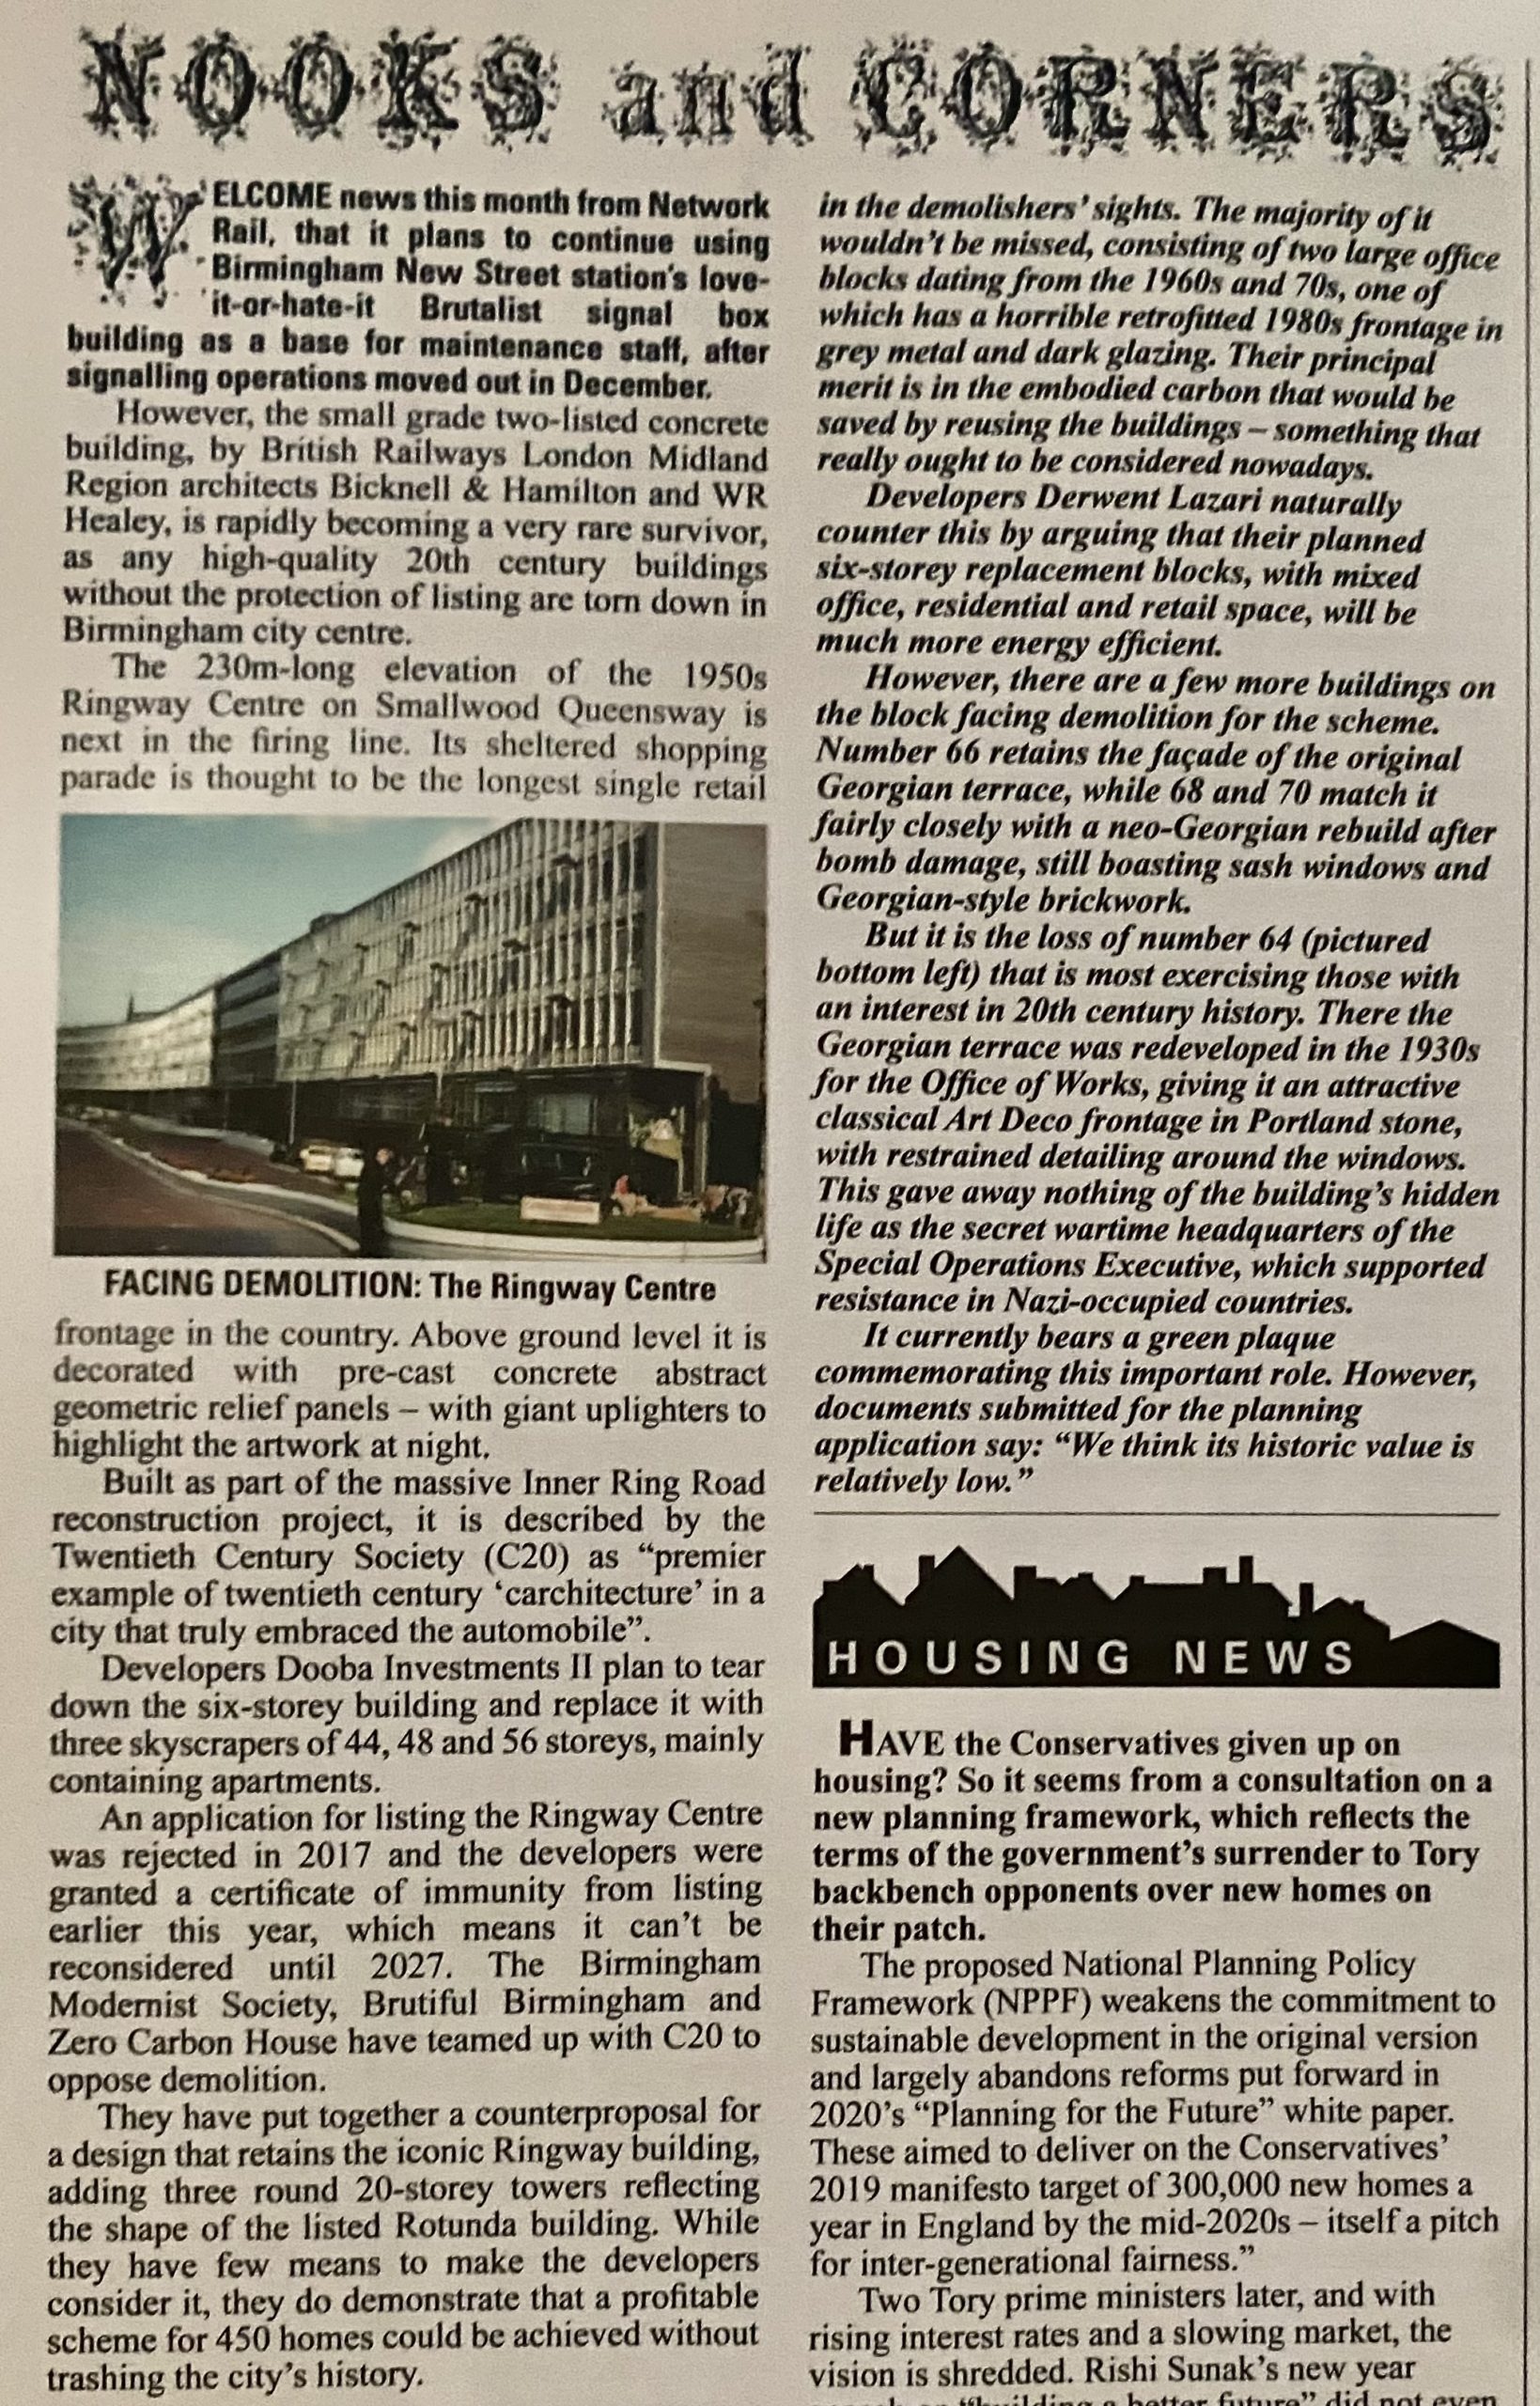 NOOKS and CORNERS
WELCOME news this month from Network
Rail, that it plans to continue using
Birmingham New Street station's love-
it-or-hate-it Brutalist signal box
building as a base for maintenance staff, after
signalling operations moved out in December.
However, the small grade two-listed concrete
building, by British Railways London Midland
Region architects Bicknell & Hamilton and WR
Healey, is rapidly becoming a very rare survivor,
as any high-quality 20th century buildings
without the protection of listing are torn down in
Birmingham city centre.
The 230m-long elevation of the 1950s
Ringway Centre on Smallwood Queensway is
next in the firing line. Its sheltered shopping
parade is thought to be the longest single retail
FACING DEMOLITION: The Ringway Centre
frontage in the country. Above ground level it is
decorated with pre-cast concrete abstract
geometric relief panels – with giant uplighters to
highlight the artwork at night.
Built as part of the massive Inner Ring Road
reconstruction project, it is described by the
Twentieth Century Society (C20) as “premier
example of twentieth century ‘carchitecture’ in a
city that truly embraced the automobile”.
Developers Dooba Investments II plan to tear
down the six-storey building and replace it with
three skyscrapers of 44, 48 and 56 storeys, mainly
containing apartments.
An application for listing the Ringway Centre
was rejected in 2017 and the developers were
granted a certificate of immunity from listing
earlier this year, which means it can't be
reconsidered until 2027. The Birmingham
Modernist Society, Brutiful Birmingham and
Zero Carbon House have teamed up with C20 to
oppose demolition.
They have put together a counterproposal for
a design that retains the iconic Ringway building,
adding three round 20-storey towers reflecting
the shape of the listed Rotunda building. While
they have few means to make the developers
consider it, they do demonstrate that a profitable
scheme for 450 homes could be achieved without
trashing the city's history.
in the demolishers' sights. The majority of it
wouldn't be missed, consisting of two large office
blocks dating from the 1960s and 70s, one of
which has a horrible retrofitted 1980s frontage in
grey metal and dark glazing. Their principal
merit is in the embodied carbon that would be
saved by reusing the buildings – something that
really ought to be considered nowadays.
Developers Derwent Lazari naturally
counter this by arguing that their planned
six-storey replacement blocks, with mixed
office, residential and retail space, will be
much more energy efficient.
However, there are a few more buildings on
the block facing demolition for the scheme.
Number 66 retains the façade of the original
Georgian terrace, while 68 and 70 match it
fairly closely with a neo-Georgian rebuild after
bomb damage, still boasting sash windows and
Georgian-style brickwork.
But it is the loss of number 64 (pictured
bottom left) that is most exercising those with
an interest in 20th century history. There the
Georgian terrace was redeveloped in the 1930s
for the Office of Works, giving it an attractive
classical Art Deco frontage in Portland stone,
with restrained detailing around the windows.
This gave away nothing of the building's hidden
life as the secret wartime headquarters of the
Special Operations Executive, which supported
resistance in Nazi-occupied countries.
It currently bears a green plaque
commemorating this important role. However,
documents submitted for the planning
application say: “We think its historic value is
relatively low.”
HOUSING NEWS
HAVE the Conservatives given up on
housing? So it seems from a consultation on a
new planning framework, which reflects the
terms of the government's surrender to Tory
backbench opponents over new homes on
their patch.
The proposed National Planning Policy
Framework (NPPF) weakens the commitment to
sustainable development in the original version
and largely abandons reforms put forward in
2020's “Planning for the Future” white paper.
These aimed to deliver on the Conservatives'
2019 manifesto target of 300,000 new homes a
year in England by the mid-2020s – itself a pitch
for inter-generational fairness.”
Two Tory prime ministers later, and with
rising interest rates and a slowing market, the
vision is shredded. Rishi Sunak's new year
“building a better future” did not even